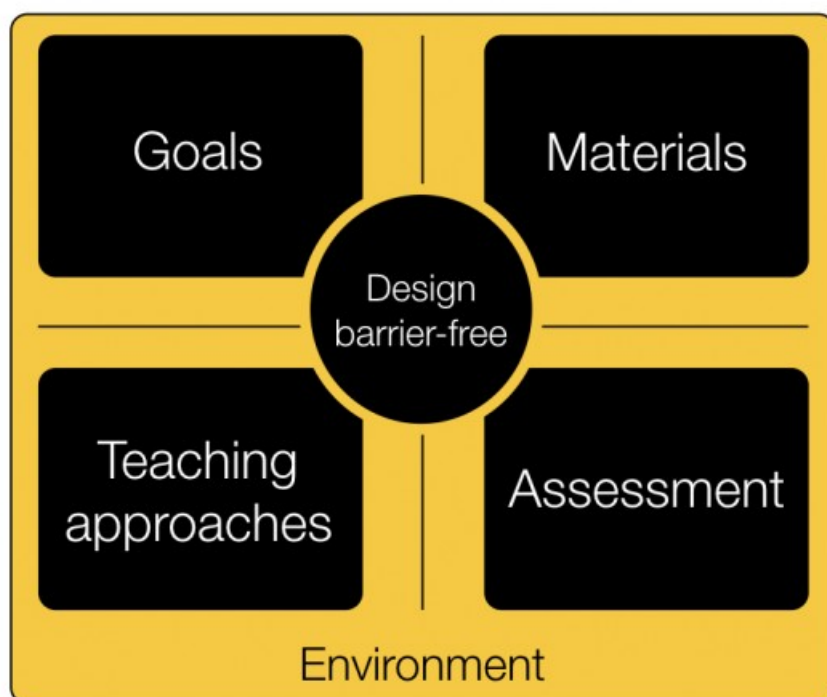 Goals
Materials
Design
barrier-free
Teaching
approaches
Assessment
Environment